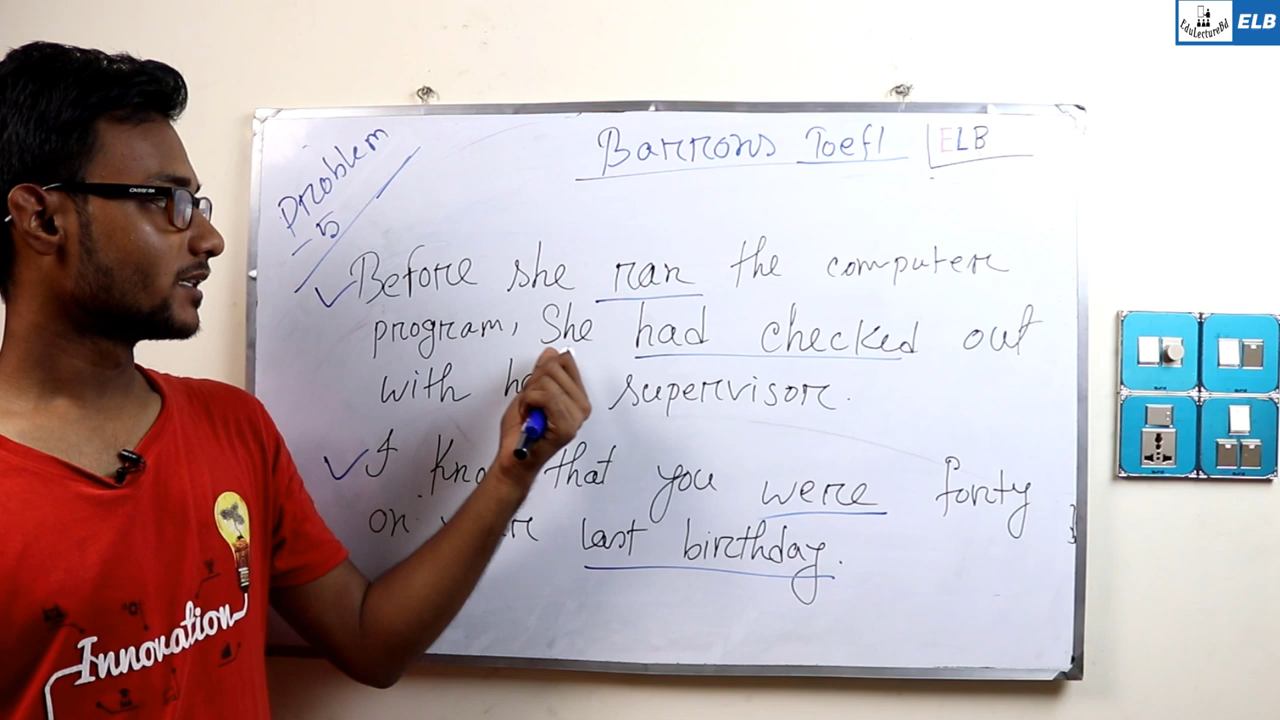 EduLectureBd ELB
Barrons Toefl ELB
Problem
- 5
Before she ran the computer
program, She had checked out
with supervisor.
I that you were forty
on last birthday.
Innovation